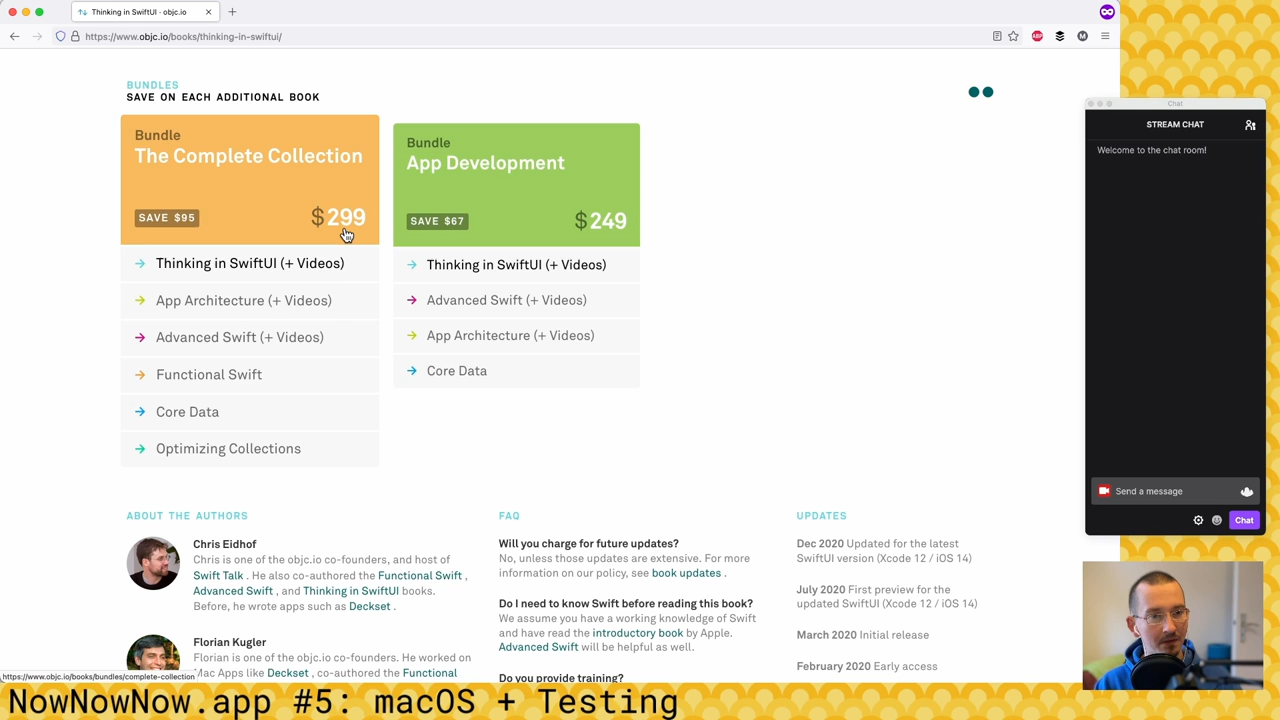 Thinking in SwiftUI · objc.io
https://www.objc.io/books/thinking-in-swiftui/
ABP
M
BUNDLES
SAVE ON EACH ADDITIONAL BOOK
Bundle
The Complete Collection
SAVE $95
$299
Thinking in SwiftUI (+ Videos)
App Architecture (+ Videos)
Advanced Swift (+ Videos)
Functional Swift
Core Data
Optimizing Collections
Bundle
App Development
SAVE $67
$249
Thinking in SwiftUI (+ Videos)
Advanced Swift (+ Videos)
App Architecture (+ Videos)
Core Data
ABOUT THE AUTHORS
Chris Eidhof
Chris is one of the objc.io co-founders, and host of
Swift Talk . He also co-authored the Functional Swift ,
Advanced Swift , and Thinking in SwiftUI books.
Before, he wrote apps such as Deckset .
Florian Kugler
Florian is one of the objc.io co-founders. He worked on
Mac Apps like Deckset , co-authored the Functional
FAQ
Will you charge for future updates?
No, unless those updates are extensive. For more
information on our policy, see book updates .
Do I need to know Swift before reading this book?
We assume you have a working knowledge of Swift
and have read the introductory book by Apple.
Advanced Swift will be helpful as well.
Do you provide training?
UPDATES
Dec 2020 Updated for the latest
SwiftUI version (Xcode 12 / iOS 14)
July 2020 First preview for the
updated SwiftUI (Xcode 12 / iOS 14)
March 2020 Initial release
February 2020 Early access
https://www.objc.io/books/bundles/complete-collection
Chat
STREAM CHAT
Welcome to the chat room!
Send a message
Chat
NowNowNow.app #5: macOS + Testing